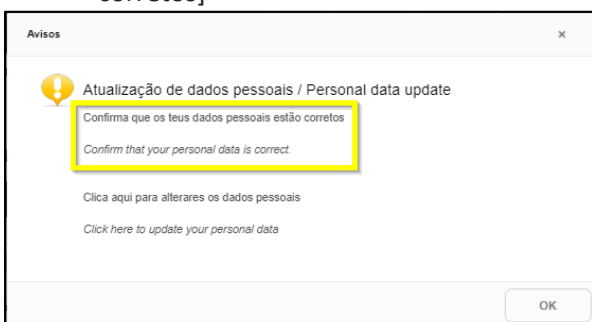 corretos]
Avisos ×
Atualização de dados pessoais / Personal data update
Confirma que os teus dados pessoais estão corretos
Confirm that your personal data is correct.
Clica aqui para alterares os dados pessoais
Click here to update your personal data
OK